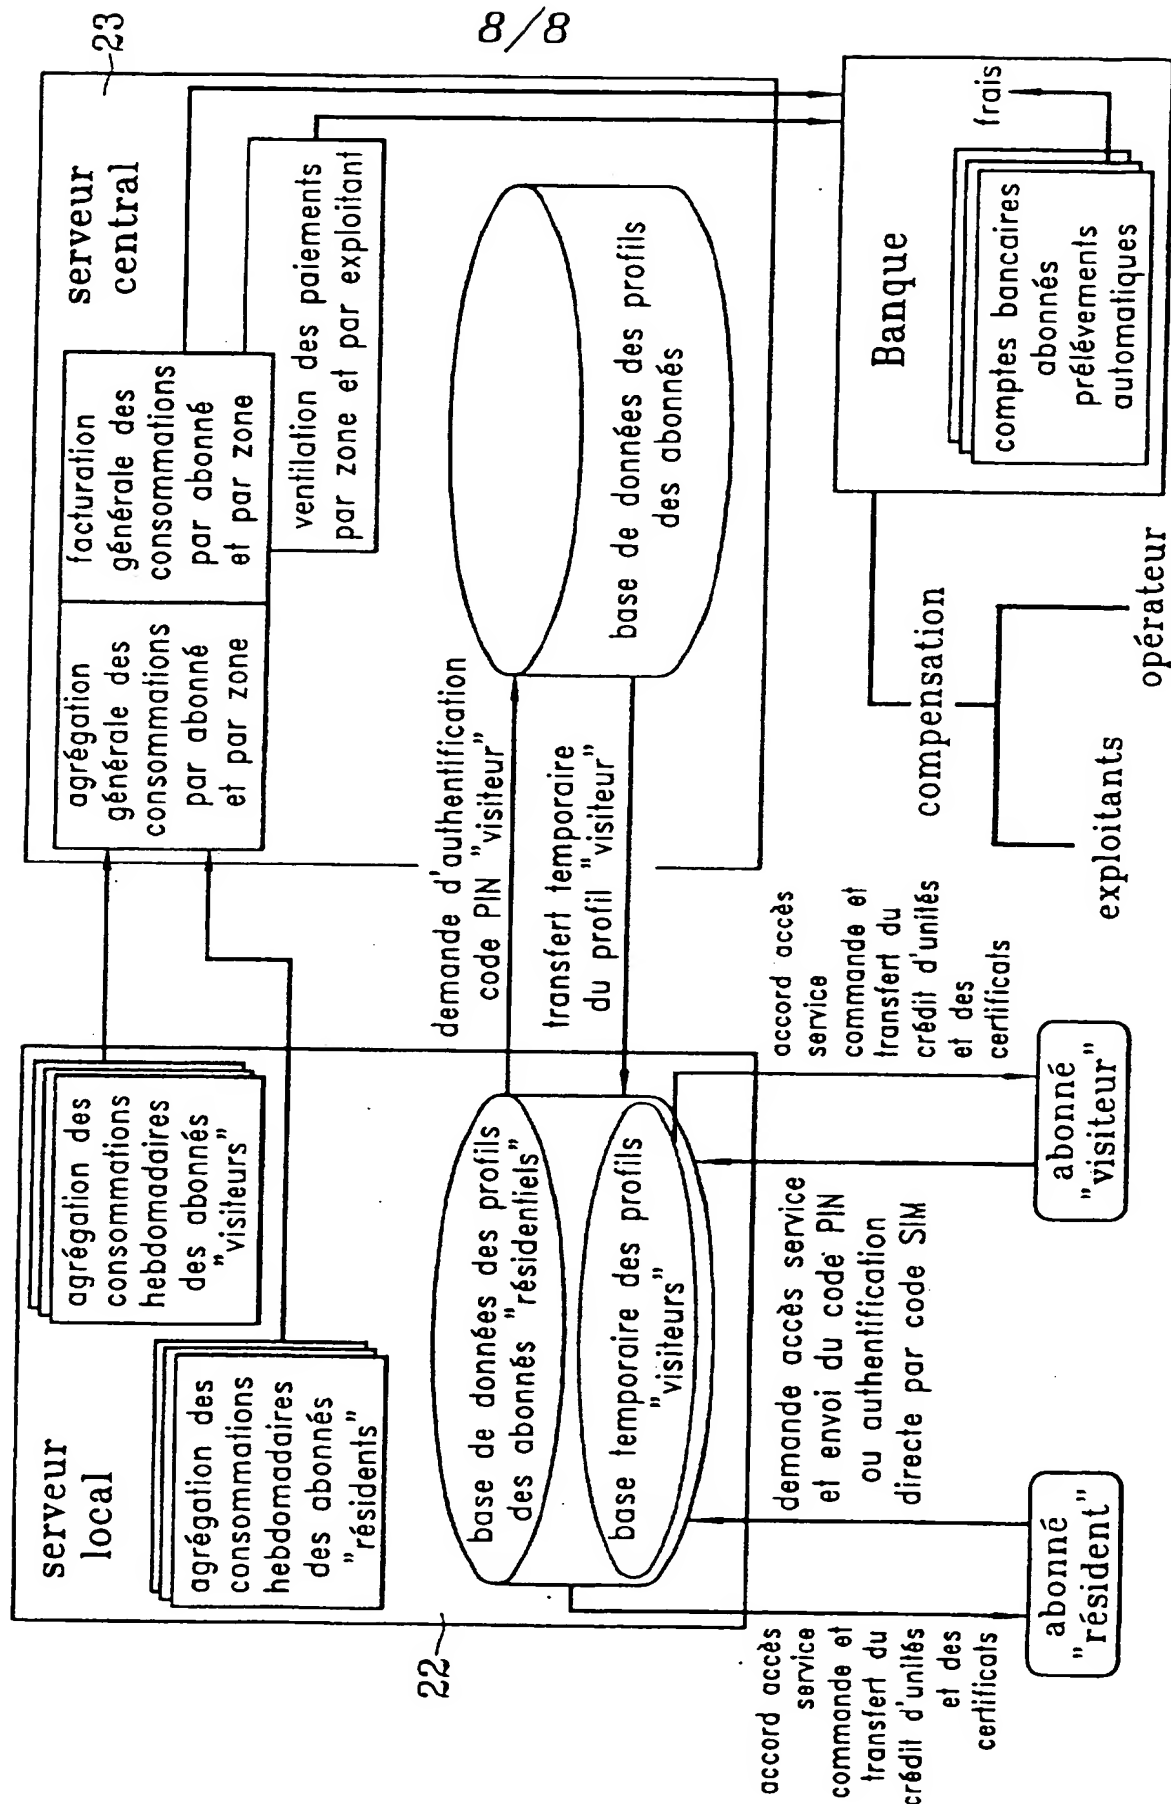 8/8
23
serveur
central
agrégation
générale des
consommations
par abonné
et par zone
facturation
générale des
consommations
par abonné
et par zone
ventilation des paiements
par zone et par exploitant
base de données des profils
des abonnés
demande d'authentification
code PIN "visiteur"
transfert temporaire
du profil "visiteur"
serveur
local
22
agrégation des
consommations
hebdomadaires
des abonnés
"visiteurs"
agrégation des
consommations
hebdomadaires
des abonnés
"résidents"
base de données des profils
des abonnés "résidentiels"
base temporaire des profils
"visiteurs"
accord accès
service
commande et
transfert du
crédit d'unités
et des
certificats
abonné
"résident"
demande accès service
et envoi du code PIN
ou authentification
directe par code SIM
abonné
"visiteur"
accord accès
service
commande et
transfert du
crédit d'unités
et des
certificats
Banque
comptes bancaires
abonnés
prélévements
automatiques
frais
compensation
exploitants
opérateur